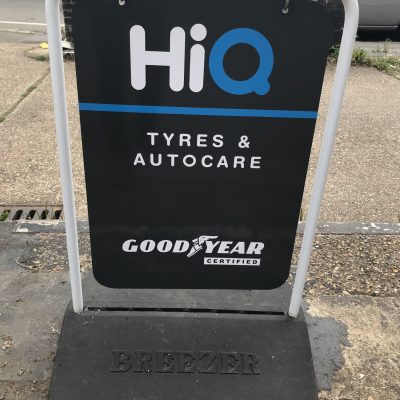 HiQ
TYRES &
AUTOCARE
GOODYEAR
CERTIFIED
BREEZER